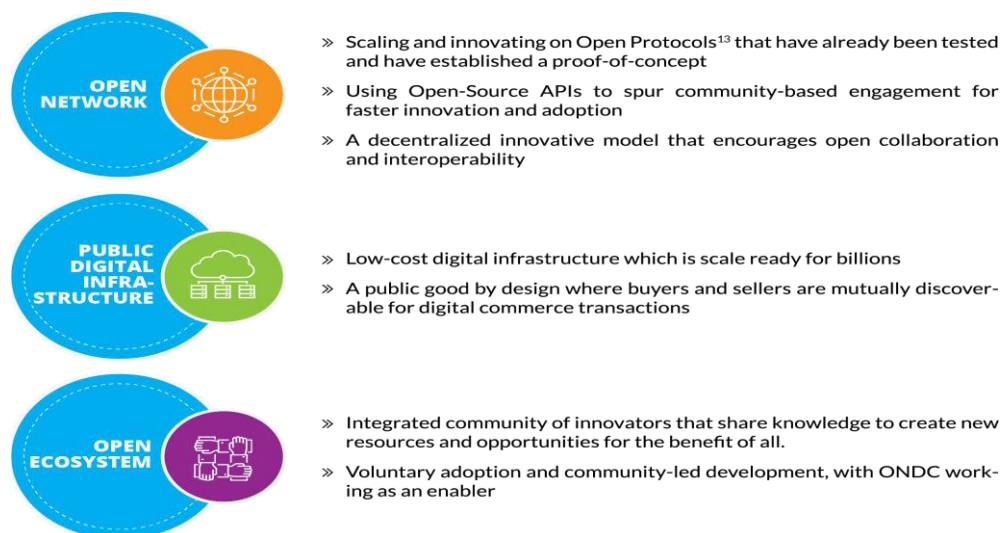 OPEN
NETWORK
» Scaling and innovating on Open Protocols¹³ that have already been tested
and have established a proof-of-concept
» Using Open-Source APIs to spur community-based engagement for
faster innovation and adoption
» A decentralized innovative model that encourages open collaboration
and interoperability
PUBLIC
DIGITAL
INFRA-
STRUCTURE
» Low-cost digital infrastructure which is scale ready for billions
» A public good by design where buyers and sellers are mutually discover-
able for digital commerce transactions
OPEN
ECOSYSTEM
» Integrated community of innovators that share knowledge to create new
resources and opportunities for the benefit of all.
» Voluntary adoption and community-led development, with ONDC work-
ing as an enabler